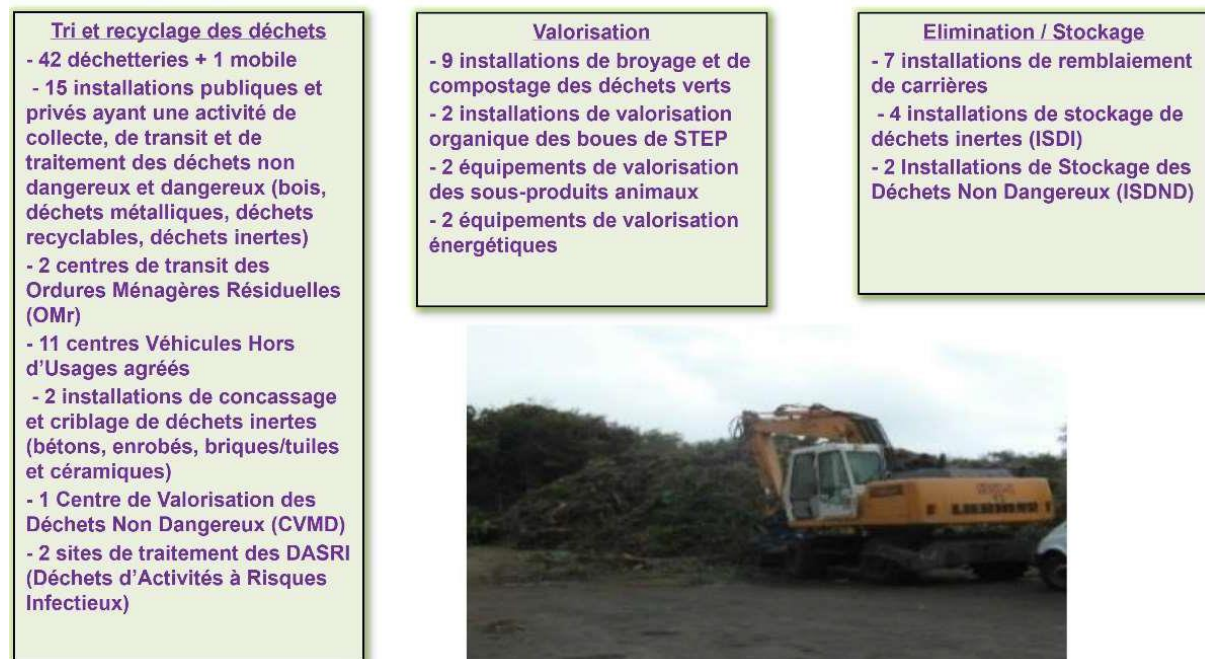 Tri et recyclage des déchets
- 42 déchetteries + 1 mobile
- 15 installations publiques et
privés ayant une activité de
collecte, de transit et de
traitement des déchets non
dangereux et dangereux (bois,
déchets métalliques, déchets
recyclables, déchets inertes)
- 2 centres de transit des
Ordures Ménagères Résiduelles
(OMr)
- 11 centres Véhicules Hors
d'Usages agréés
- 2 installations de concassage
et criblage de déchets inertes
(bétons, enrobés, briques/tuiles
et céramiques)
- 1 Centre de Valorisation des
Déchets Non Dangereux (CVMD)
- 2 sites de traitement des DASRI
(Déchets d'Activités à Risques
Infectieux)
Valorisation
- 9 installations de broyage et de
compostage des déchets verts
- 2 installations de valorisation
organique des boues de STEP
- 2 équipements de valorisation
des sous-produits animaux
- 2 équipements de valorisation
énergétiques
Elimination / Stockage
- 7 installations de remblaiement
de carrières
- 4 installations de stockage de
déchets inertes (ISDI)
- 2 Installations de Stockage des
Déchets Non Dangereux (ISDND)
LIEBHERR